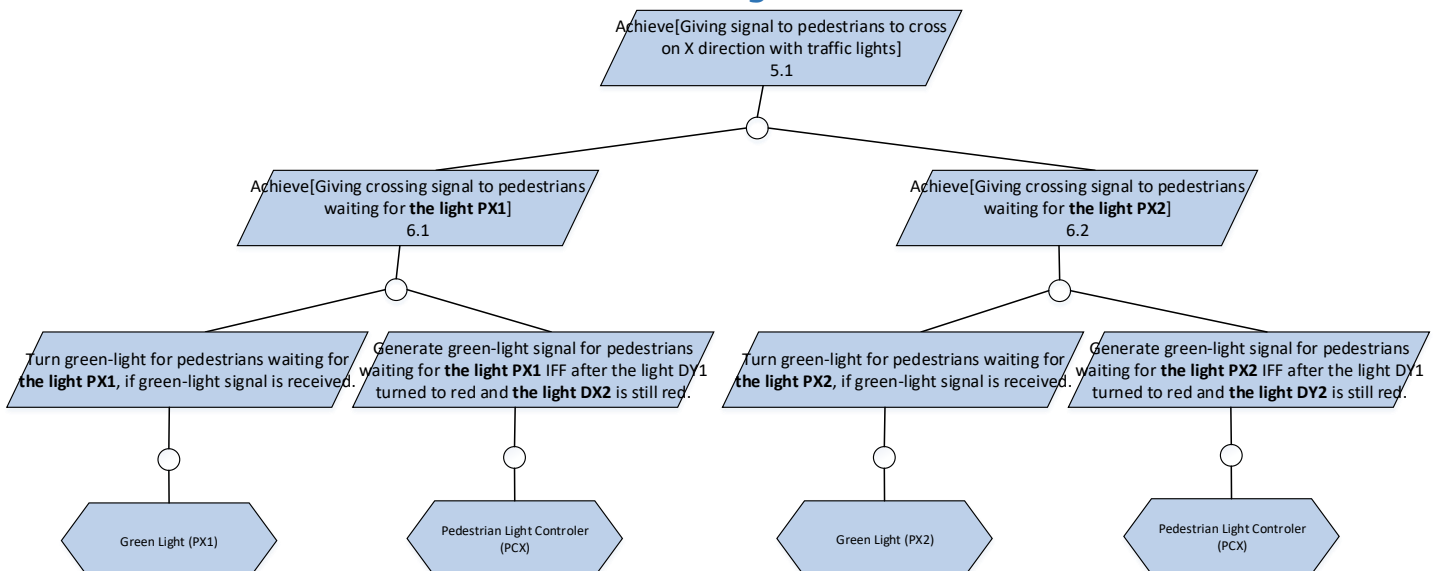 Achieve[Giving signal to pedestrians to cross
on X direction with traffic lights]
5.1
Achieve[Giving crossing signal to pedestrians
waiting for the light PX1]
6.1
Achieve[Giving crossing signal to pedestrians
waiting for the light PX2]
6.2
Turn green-light for pedestrians waiting for
the light PX1, if green-light signal is received.
Generate green-light signal for pedestrians
waiting for the light PX1 IFF after the light DY1
turned to red and the light DX2 is still red.
Turn green-light for pedestrians waiting for
the light PX2, if green-light signal is received.
Generate green-light signal for pedestrians
waiting for the light PX2 IFF after the light DY1
turned to red and the light DY2 is still red.
Green Light (PX1)
Pedestrian Light Controler
(PCX)
Green Light (PX2)
Pedestrian Light Controler
(PCX)